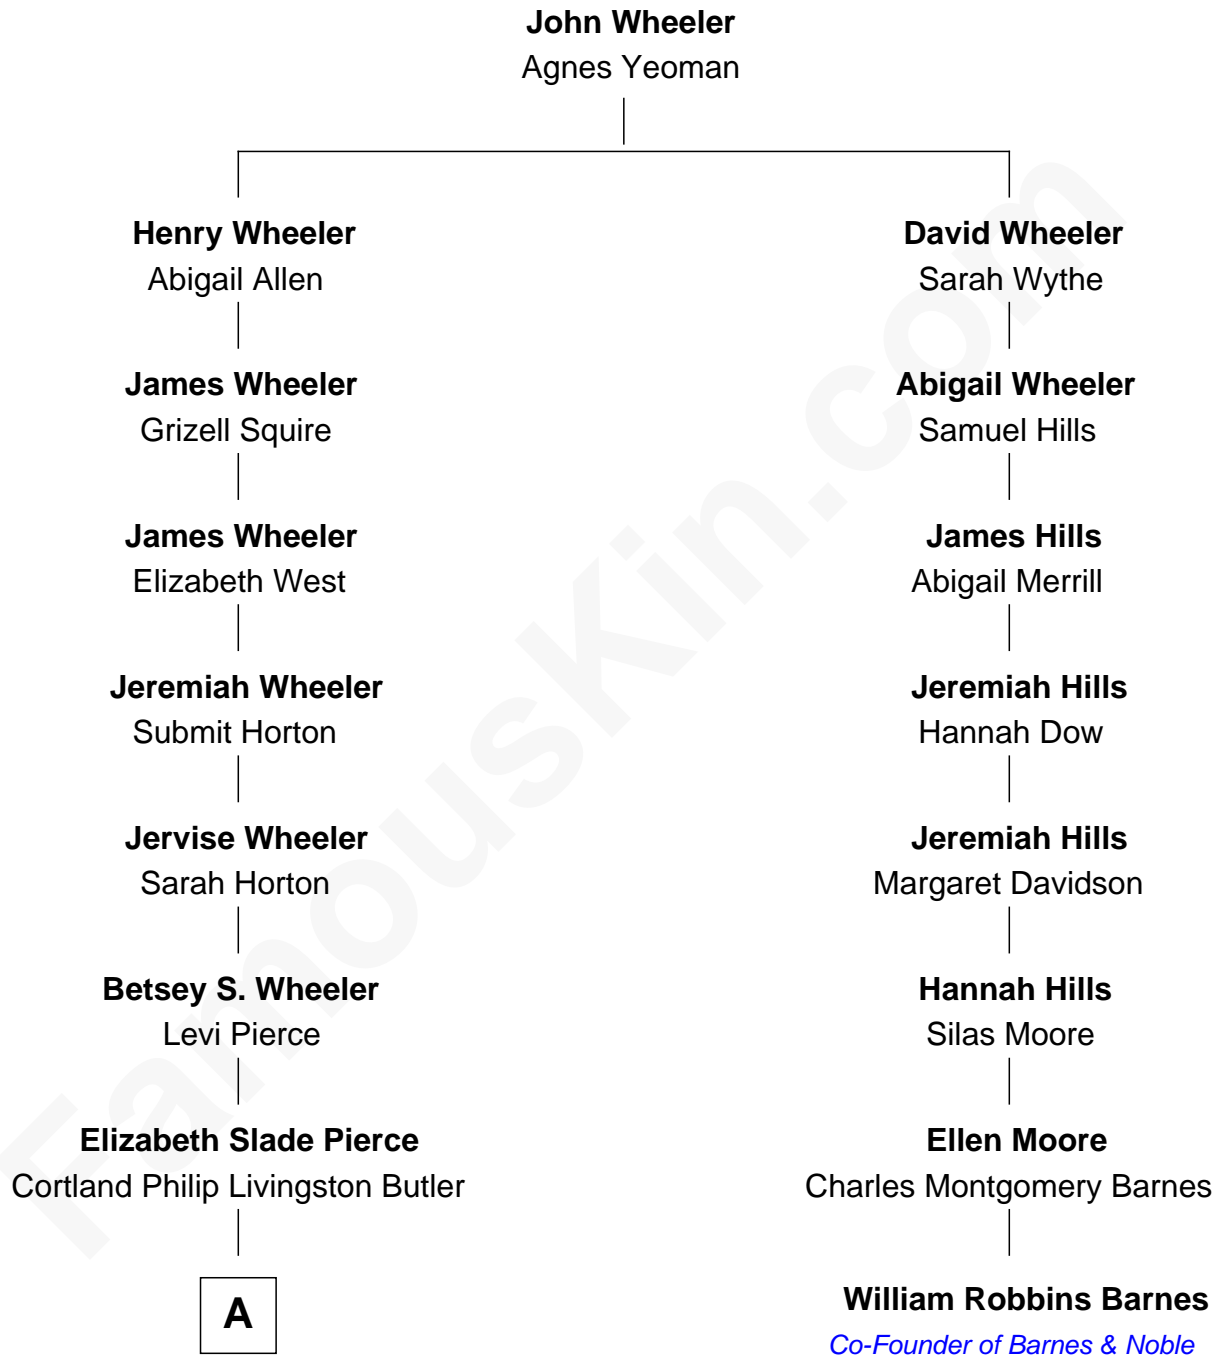 John Wheeler
Agnes Yeoman
Henry Wheeler
Abigail Allen
James Wheeler
Grizell Squire
James Wheeler
Elizabeth West
Jeremiah Wheeler
Submit Horton
Jervise Wheeler
Sarah Horton
Betsey S. Wheeler
Levi Pierce
Elizabeth Slade Pierce
Cortland Philip Livingston Butler
A
David Wheeler
Sarah Wythe
Abigail Wheeler
Samuel Hills
James Hills
Abigail Merrill
Jeremiah Hills
Hannah Dow
Jeremiah Hills
Margaret Davidson
Hannah Hills
Silas Moore
Ellen Moore
Charles Montgomery Barnes
William Robbins Barnes
Co-Founder of Barnes & Noble
FamousKin.com